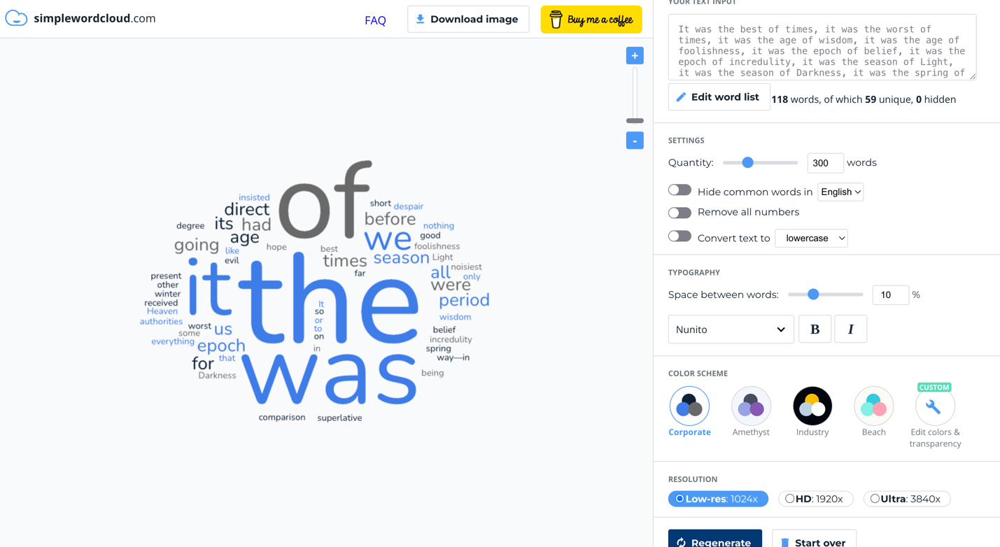 simplewordcloud.com
FAQ
Download image
Buy me a coffee
+
-
insisted
of
direct
short
despair
its
had
before
degree
age
we
nothing
good
going
like
hope
best
foolishness
evil
times
season
Light
it
the
far
all
noisiest
only
present
other
winter
received
Heaven
authorities
were
period
It
so
or
to
on
in
wisdom
worst
some
us
everything
epoch
belief
incredulity
spring
way—in
for
that
Darkness
was
being
comparison
superlative
YOUR TEXT INPUT
It was the best of times, it was the worst of
times, it was the age of wisdom, it was the age of
foolishness, it was the epoch of belief, it was the
epoch of incredulity, it was the season of Light,
it was the season of Darkness, it was the spring of
Edit word list
118 words, of which 59 unique, 0 hidden
SETTINGS
Quantity: 300 words
Hide common words in English
Remove all numbers
Convert text to lowercase
TYPOGRAPHY
Space between words: 10 %
Nunito B I
COLOR SCHEME
CUSTOM
Corporate Amethyst Industry Beach Edit colors &
transparency
RESOLUTION
Low-res: 1024x HD: 1920x Ultra: 3840x
Regenerate Start over